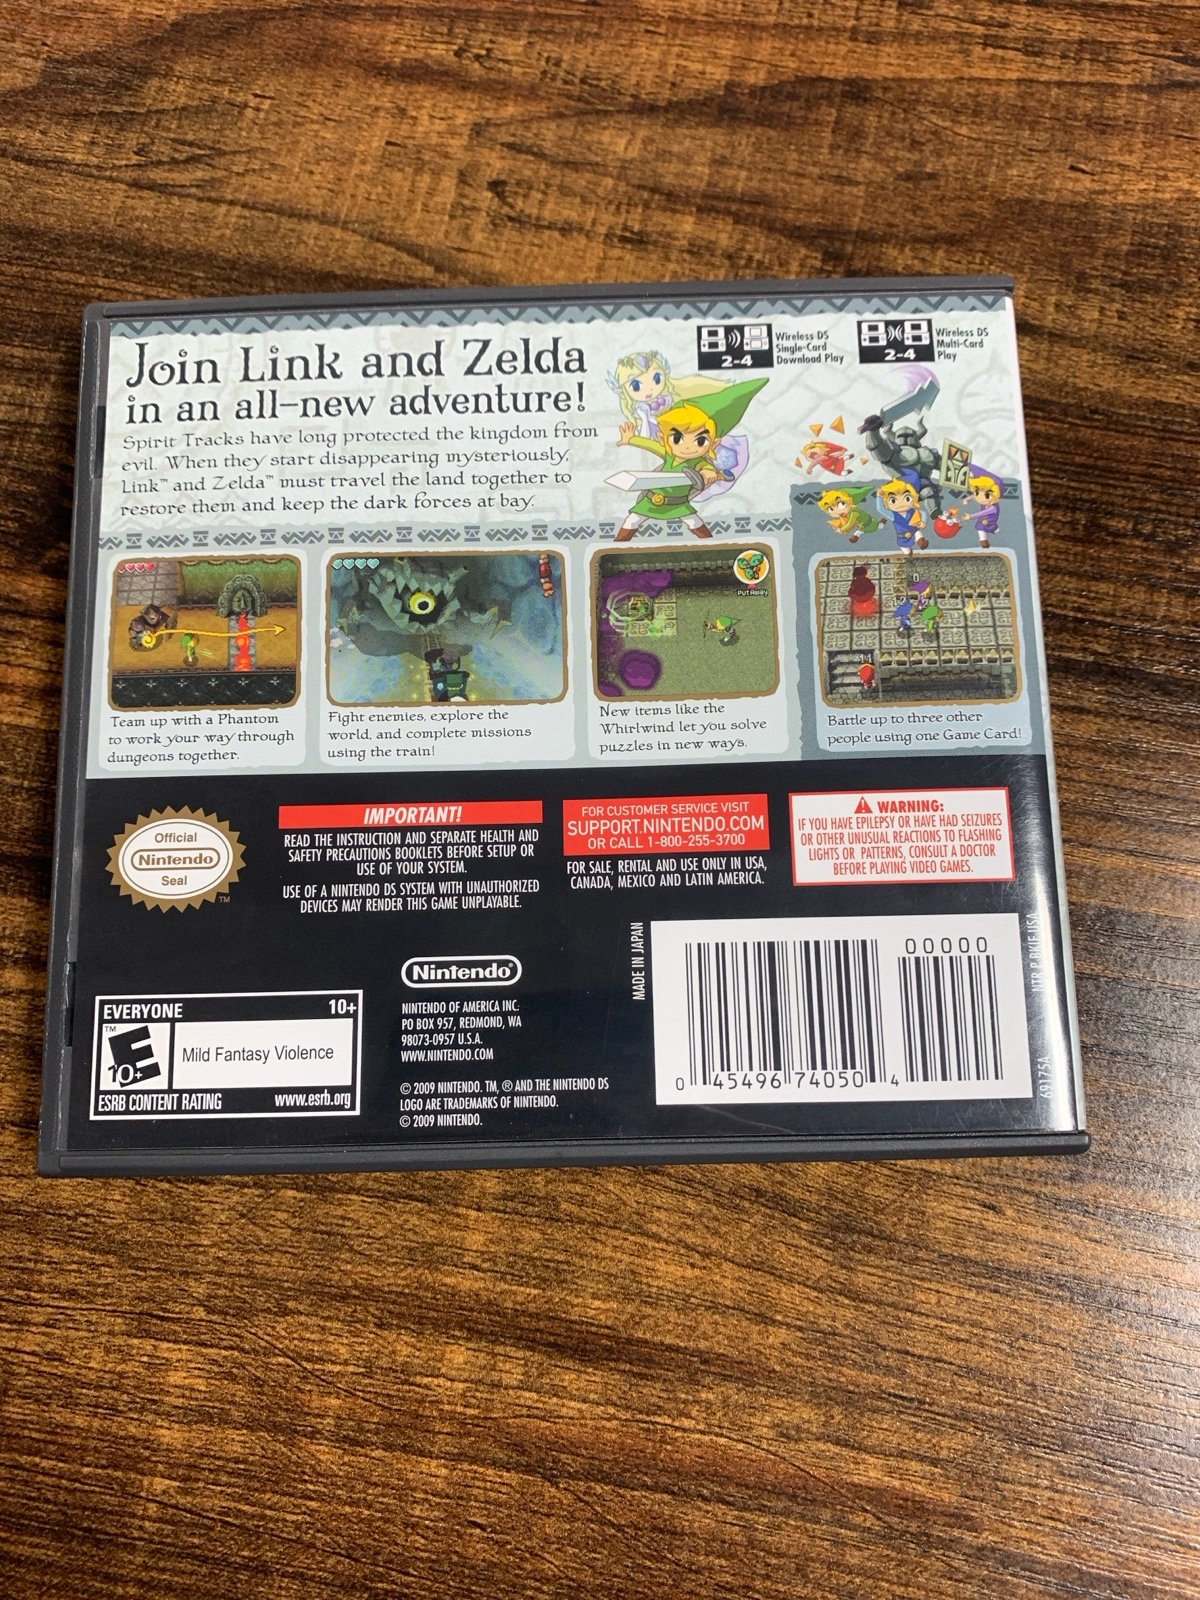 Join Link and Zelda
in an all-new adventure!
Spirit Tracks have long protected the kingdom from
evil. When they start disappearing mysteriously,
Link™ and Zelda™ must travel the land together to
restore them and keep the dark forces at bay.
2-4
Wireless DS
Single-Card
Download Play
2-4
Wireless DS
Multi-Card
Play
Team up with a Phantom
to work your way through
dungeons together.
Fight enemies, explore the
world, and complete missions
using the train!
Put Away
New items like the
Whirlwind let you solve
puzzles in new ways.
Battle up to three other
people using one Game Card!
Official
Nintendo
Seal
TM
IMPORTANT!
READ THE INSTRUCTION AND SEPARATE HEALTH AND
SAFETY PRECAUTIONS BOOKLETS BEFORE SETUP OR
USE OF YOUR SYSTEM.
USE OF A NINTENDO DS SYSTEM WITH UNAUTHORIZED
DEVICES MAY RENDER THIS GAME UNPLAYABLE.
FOR CUSTOMER SERVICE VISIT
SUPPORT.NINTENDO.COM
OR CALL 1-800-255-3700
FOR SALE, RENTAL AND USE ONLY IN USA,
CANADA, MEXICO AND LATIN AMERICA.
WARNING:
IF YOU HAVE EPILEPSY OR HAVE HAD SEIZURES
OR OTHER UNUSUAL REACTIONS TO FLASHING
LIGHTS OR PATTERNS, CONSULT A DOCTOR
BEFORE PLAYING VIDEO GAMES.
EVERYONE 10+
TM
E
10+
Mild Fantasy Violence
ESRB CONTENT RATING www.esrb.org
Nintendo®
NINTENDO OF AMERICA INC.
PO BOX 957, REDMOND, WA
98073-0957 U.S.A.
WWW.NINTENDO.COM
© 2009 NINTENDO. TM, ® AND THE NINTENDO DS
LOGO ARE TRADEMARKS OF NINTENDO.
© 2009 NINTENDO.
MADE IN JAPAN
00000
0 45496 74050 4
69175A NTR P BKIE USA